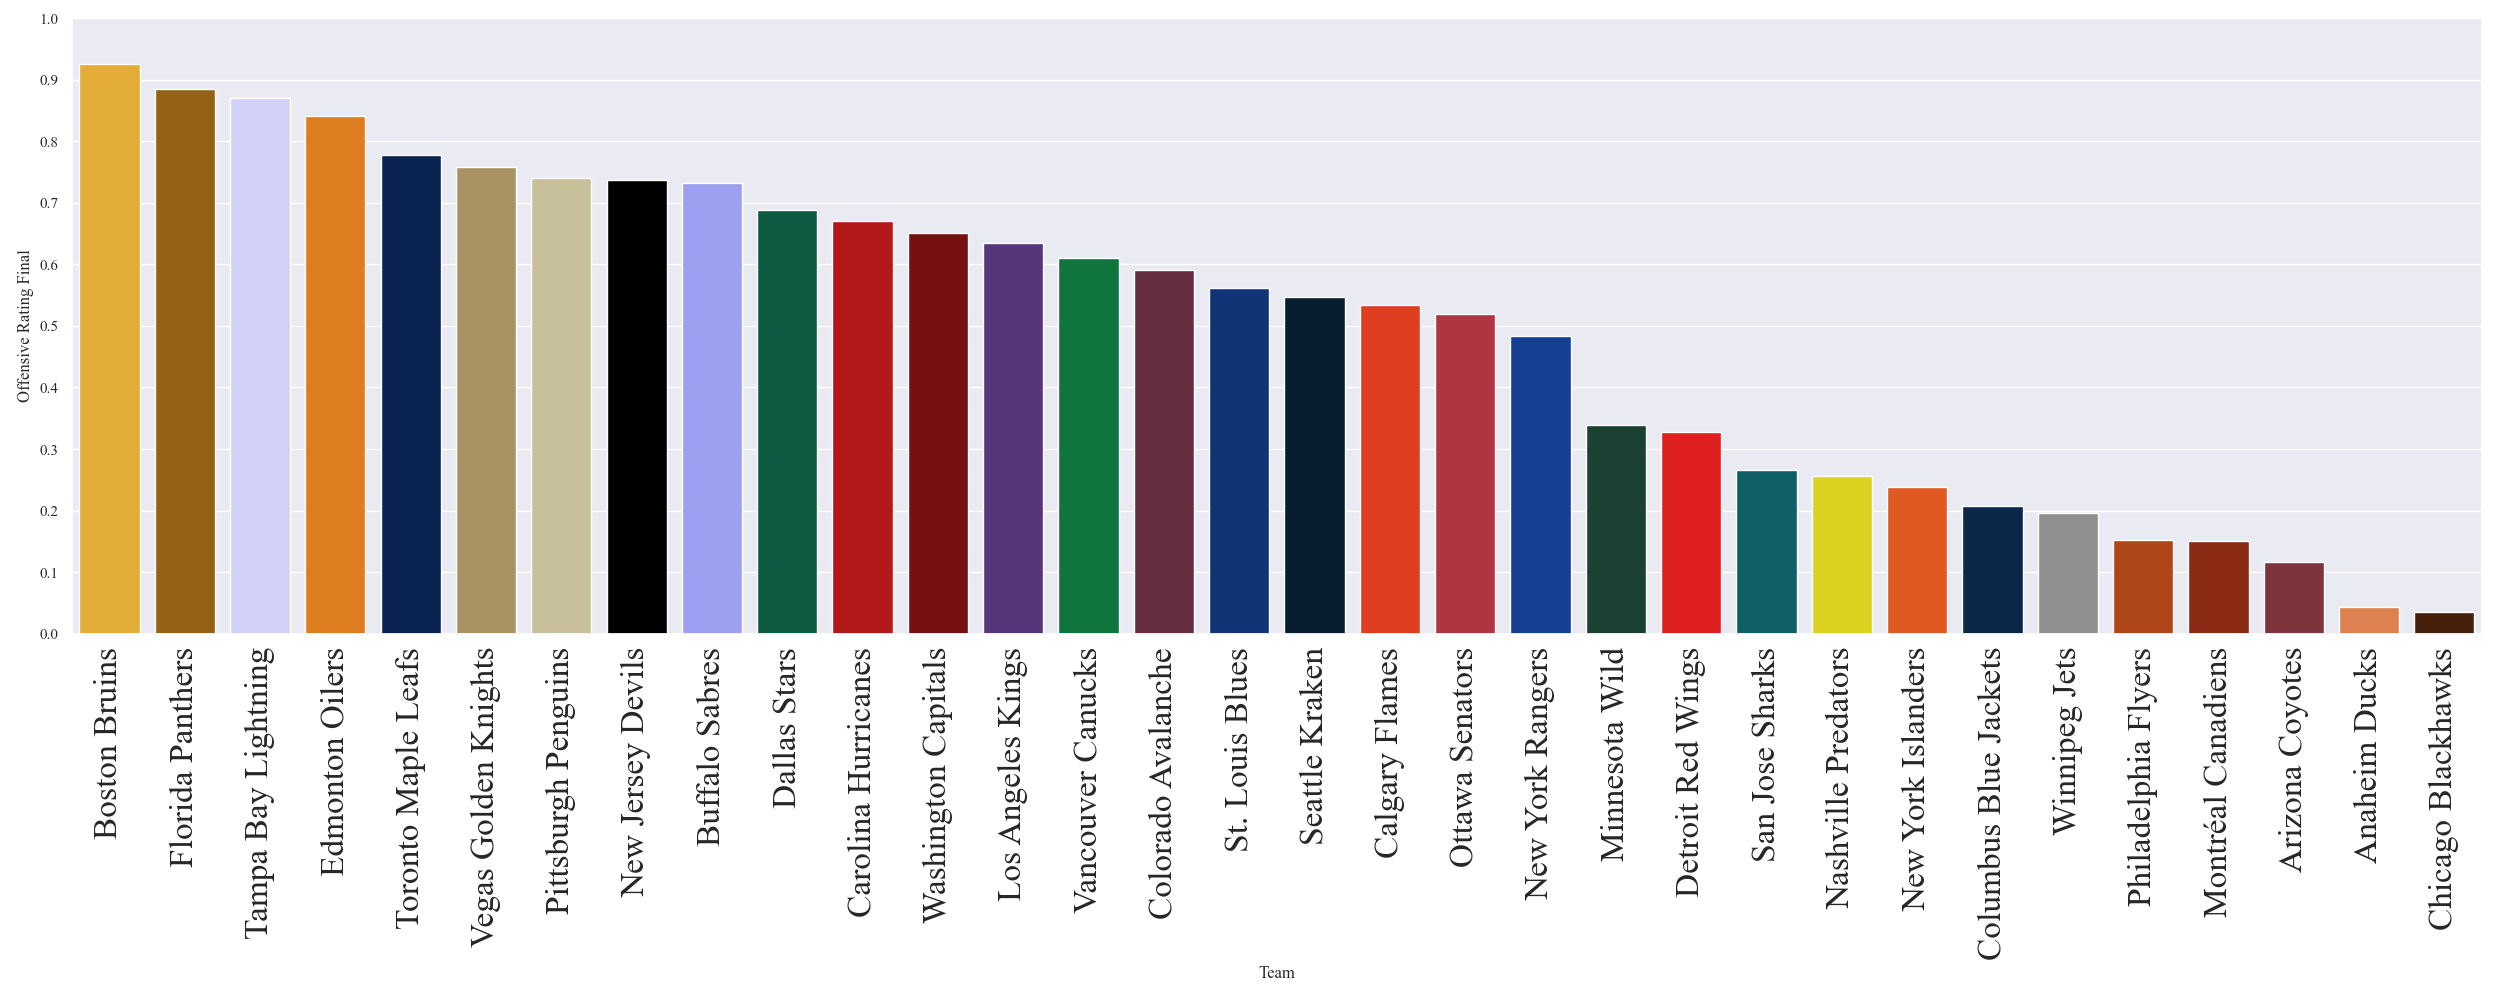 1.0
0.9
0.8
0.7
0.6
0.5
0.4
0.3
0.2
0.1
0.0
Offensive Rating Final
Boston Bruins
Florida Panthers
Tampa Bay Lightning
Edmonton Oilers
Toronto Maple Leafs
Vegas Golden Knights
Pittsburgh Penguins
New Jersey Devils
Buffalo Sabres
Dallas Stars
Carolina Hurricanes
Washington Capitals
Los Angeles Kings
Vancouver Canucks
Colorado Avalanche
St. Louis Blues
Seattle Kraken
Calgary Flames
Ottawa Senators
New York Rangers
Minnesota Wild
Detroit Red Wings
San Jose Sharks
Nashville Predators
New York Islanders
Columbus Blue Jackets
Winnipeg Jets
Philadelphia Flyers
Montréal Canadiens
Arizona Coyotes
Anaheim Ducks
Chicago Blackhawks
Team